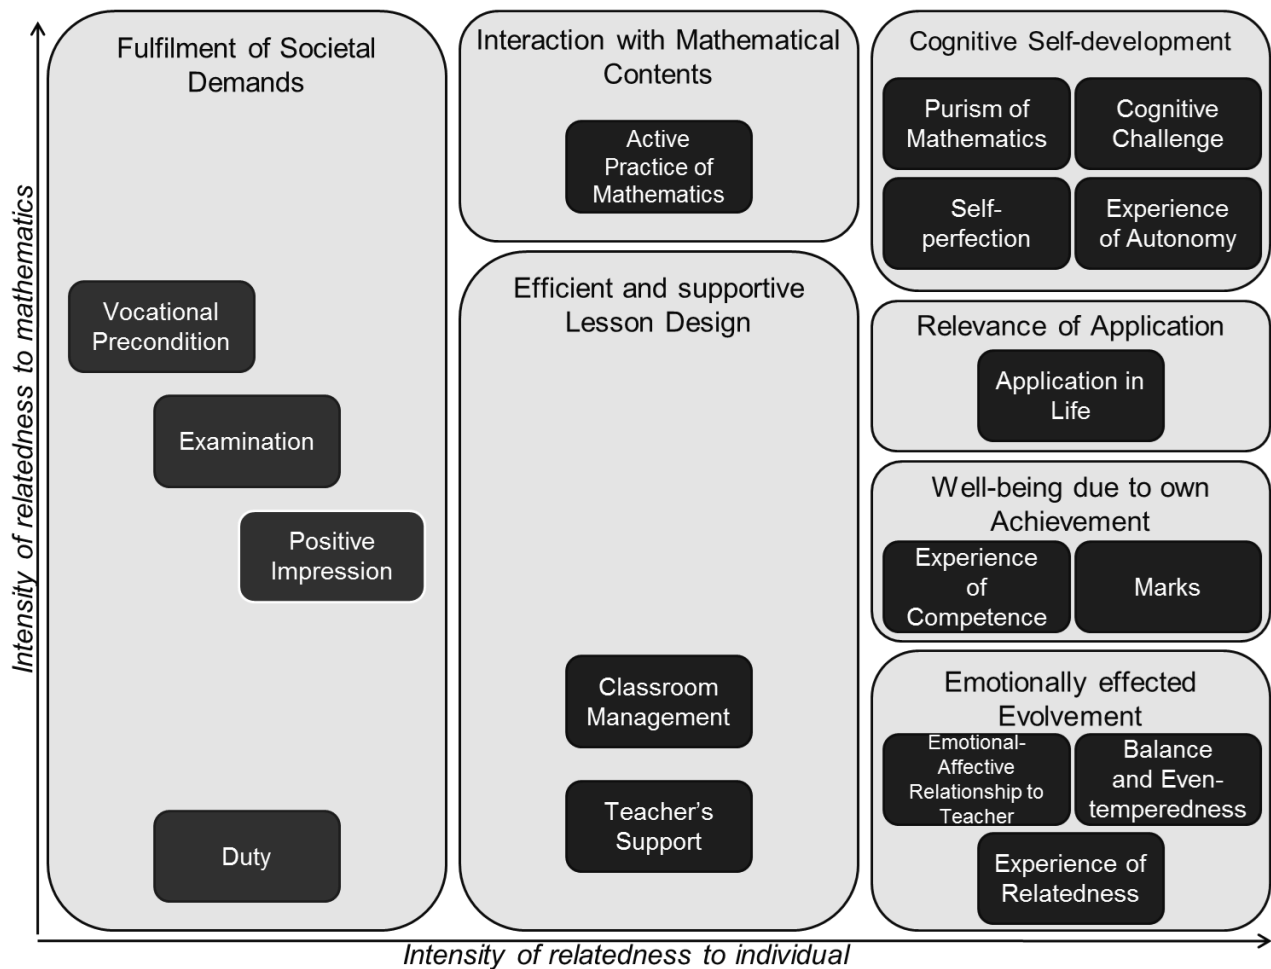 Intensity of relatedness to mathematics
Fulfilment of Societal
Demands
Vocational
Precondition
Examination
Positive
Impression
Duty
Interaction with Mathematical
Contents
Active
Practice of
Mathematics
Efficient and supportive
Lesson Design
Classroom
Management
Teacher’s
Support
Cognitive Self-development
Purism of
Mathematics
Cognitive
Challenge
Self-
perfection
Experience
of Autonomy
Relevance of Application
Application in
Life
Well-being due to own
Achievement
Experience
of
Competence
Marks
Emotionally effected
Evolvement
Emotional-
Affective
Relationship to
Teacher
Balance
and Even-
temperedness
Experience of
Relatedness
Intensity of relatedness to individual